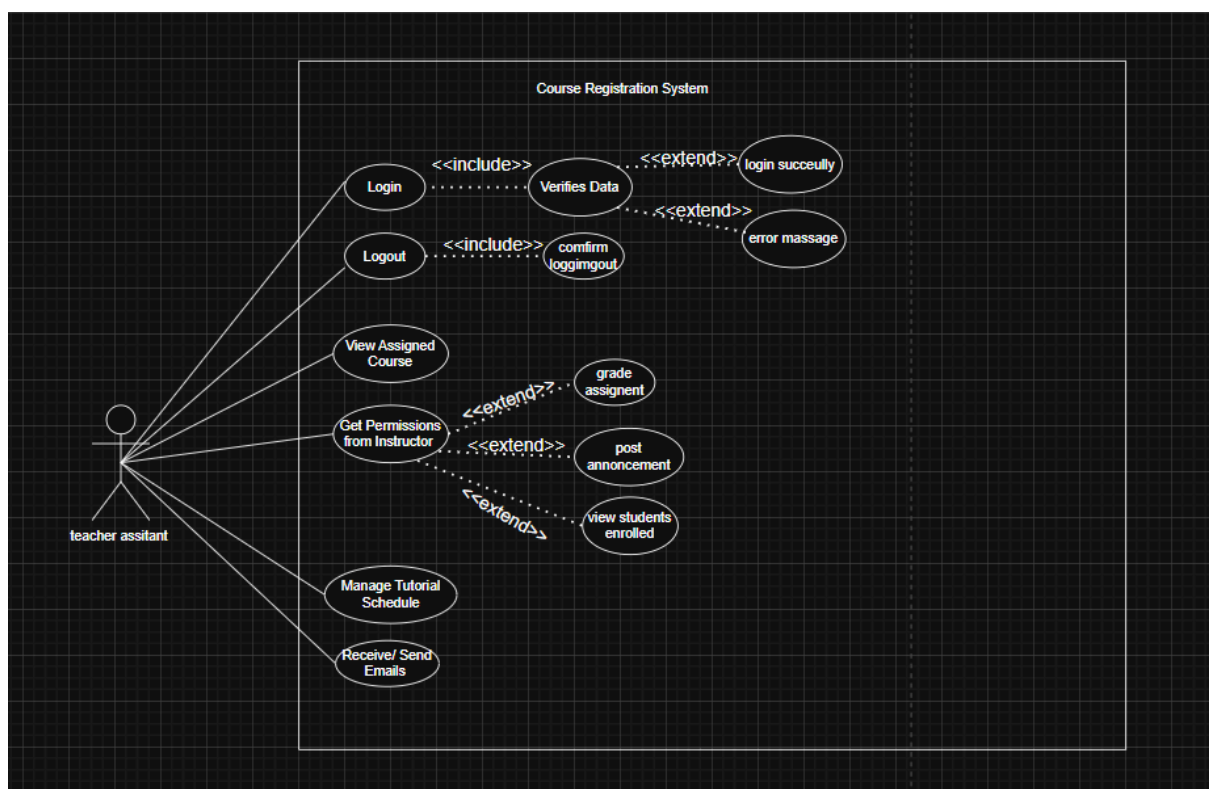 Course Registration System
<<include>>
<<extend>>
login succeully
Login
Verifies Data
<<extend>>
error massage
Logout
<<include>>
comfirm
loggimgout
View Assigned
Course
grade
assignent
<<extend>>
Get Permissions
from Instructor
<<extend>>
post
annoncement
<<extend>>
view students
enrolled
teacher assitant
Manage Tutorial
Schedule
Receive/ Send
Emails